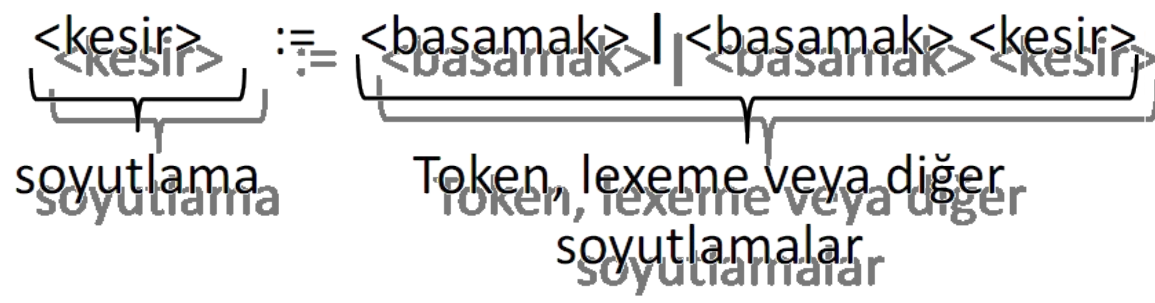 <kesir> := <basamak> | <basamak> <kesir>
soyutlama Token, lexeme veya diğer
soyutlamalar